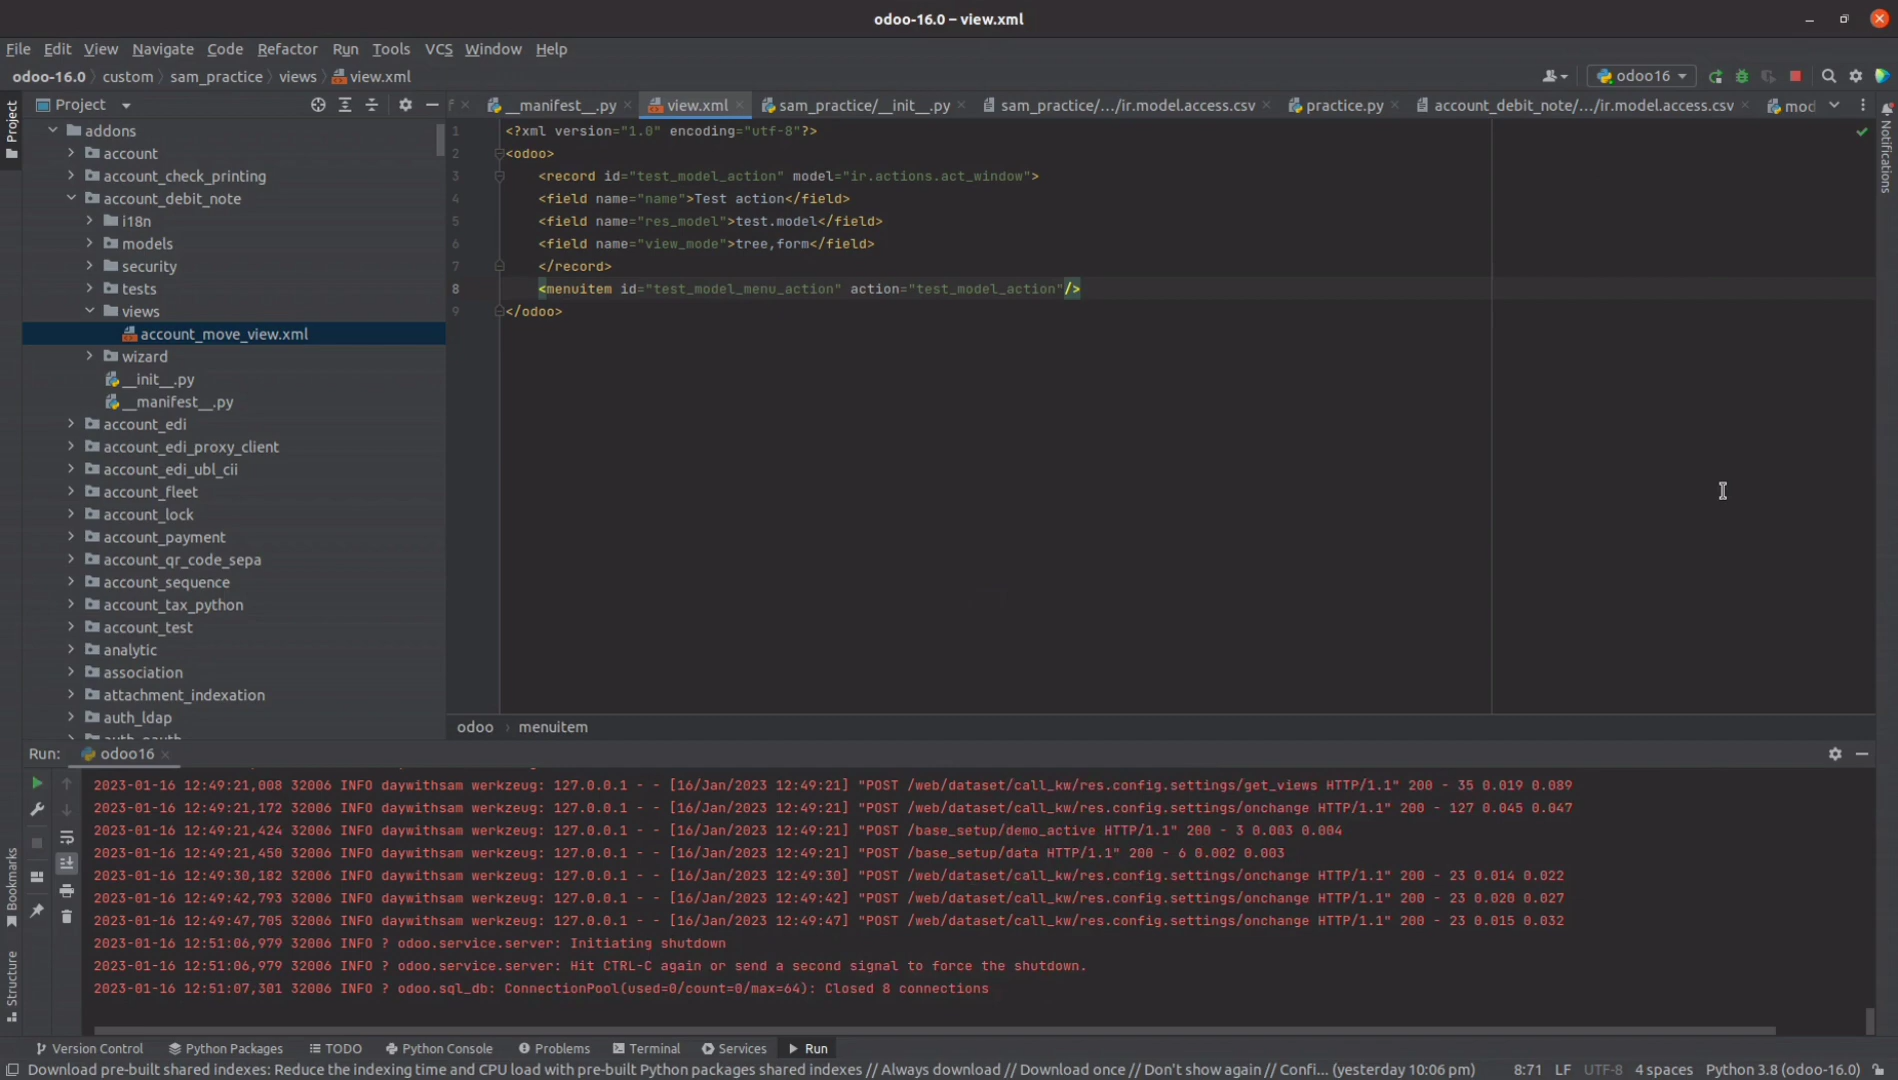 odoo-16.0 – view.xml
File Edit View Navigate Code Refactor Run Tools VCS Window Help
odoo-16.0 custom sam_practice views view.xml odoo16
Project
f __manifest__.py view.xml sam_practice/__init__.py sam_practice/.../ir.model.access.csv practice.py account_debit_note/.../ir.model.access.csv mod
Project
Notifications
addons
account
account_check_printing
account_debit_note
i18n
models
security
tests
views
account_move_view.xml
wizard
__init__.py
__manifest__.py
account_edi
account_edi_proxy_client
account_edi_ubl_cii
account_fleet
account_lock
account_payment
account_qr_code_sepa
account_sequence
account_tax_python
account_test
analytic
association
attachment_indexation
auth_ldap
1 <?xml version="1.0" encoding="utf-8"?>
2 <odoo>
3 <record id="test_model_action" model="ir.actions.act_window">
4 <field name="name">Test action</field>
5 <field name="res_model">test.model</field>
6 <field name="view_mode">tree,form</field>
7 </record>
8 <menuitem id="test_model_menu_action" action="test_model_action"/>
9 </odoo>
odoo menuitem
Run: odoo16
2023-01-16 12:49:21,008 32006 INFO daywithsam werkzeug: 127.0.0.1 - - [16/Jan/2023 12:49:21] "POST /web/dataset/call_kw/res.config.settings/get_views HTTP/1.1" 200 - 35 0.019 0.089
2023-01-16 12:49:21,172 32006 INFO daywithsam werkzeug: 127.0.0.1 - - [16/Jan/2023 12:49:21] "POST /web/dataset/call_kw/res.config.settings/onchange HTTP/1.1" 200 - 127 0.045 0.047
2023-01-16 12:49:21,424 32006 INFO daywithsam werkzeug: 127.0.0.1 - - [16/Jan/2023 12:49:21] "POST /base_setup/demo_active HTTP/1.1" 200 - 3 0.003 0.004
2023-01-16 12:49:21,450 32006 INFO daywithsam werkzeug: 127.0.0.1 - - [16/Jan/2023 12:49:21] "POST /base_setup/data HTTP/1.1" 200 - 6 0.002 0.003
2023-01-16 12:49:30,182 32006 INFO daywithsam werkzeug: 127.0.0.1 - - [16/Jan/2023 12:49:30] "POST /web/dataset/call_kw/res.config.settings/onchange HTTP/1.1" 200 - 23 0.014 0.022
2023-01-16 12:49:42,793 32006 INFO daywithsam werkzeug: 127.0.0.1 - - [16/Jan/2023 12:49:42] "POST /web/dataset/call_kw/res.config.settings/onchange HTTP/1.1" 200 - 23 0.020 0.027
2023-01-16 12:49:47,705 32006 INFO daywithsam werkzeug: 127.0.0.1 - - [16/Jan/2023 12:49:47] "POST /web/dataset/call_kw/res.config.settings/onchange HTTP/1.1" 200 - 23 0.015 0.032
2023-01-16 12:51:06,979 32006 INFO ? odoo.service.server: Initiating shutdown
2023-01-16 12:51:06,979 32006 INFO ? odoo.service.server: Hit CTRL-C again or send a second signal to force the shutdown.
2023-01-16 12:51:07,301 32006 INFO ? odoo.sql_db: ConnectionPool(used=0/count=0/max=64): Closed 8 connections
Bookmarks
Structure
Version Control Python Packages TODO Python Console Problems Terminal Services Run
Download pre-built shared indexes: Reduce the indexing time and CPU load with pre-built Python packages shared indexes // Always download // Download once // Don't show again // Confi... (yesterday 10:06 pm) 8:71 LF UTF-8 4 spaces Python 3.8 (odoo-16.0)